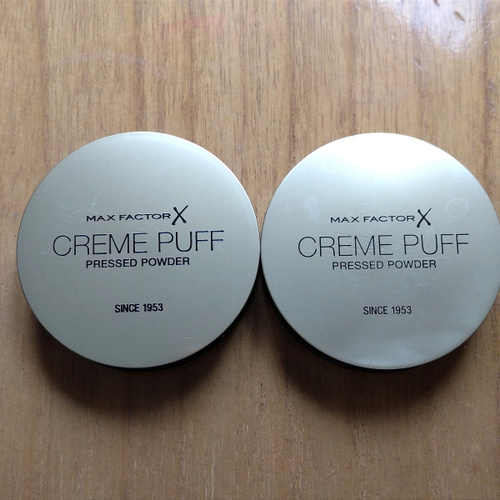 MAX FACTOR X
CREME PUFF
PRESSED POWDER
SINCE 1953
MAX FACTOR X
CREME PUFF
PRESSED POWDER
SINCE 1953